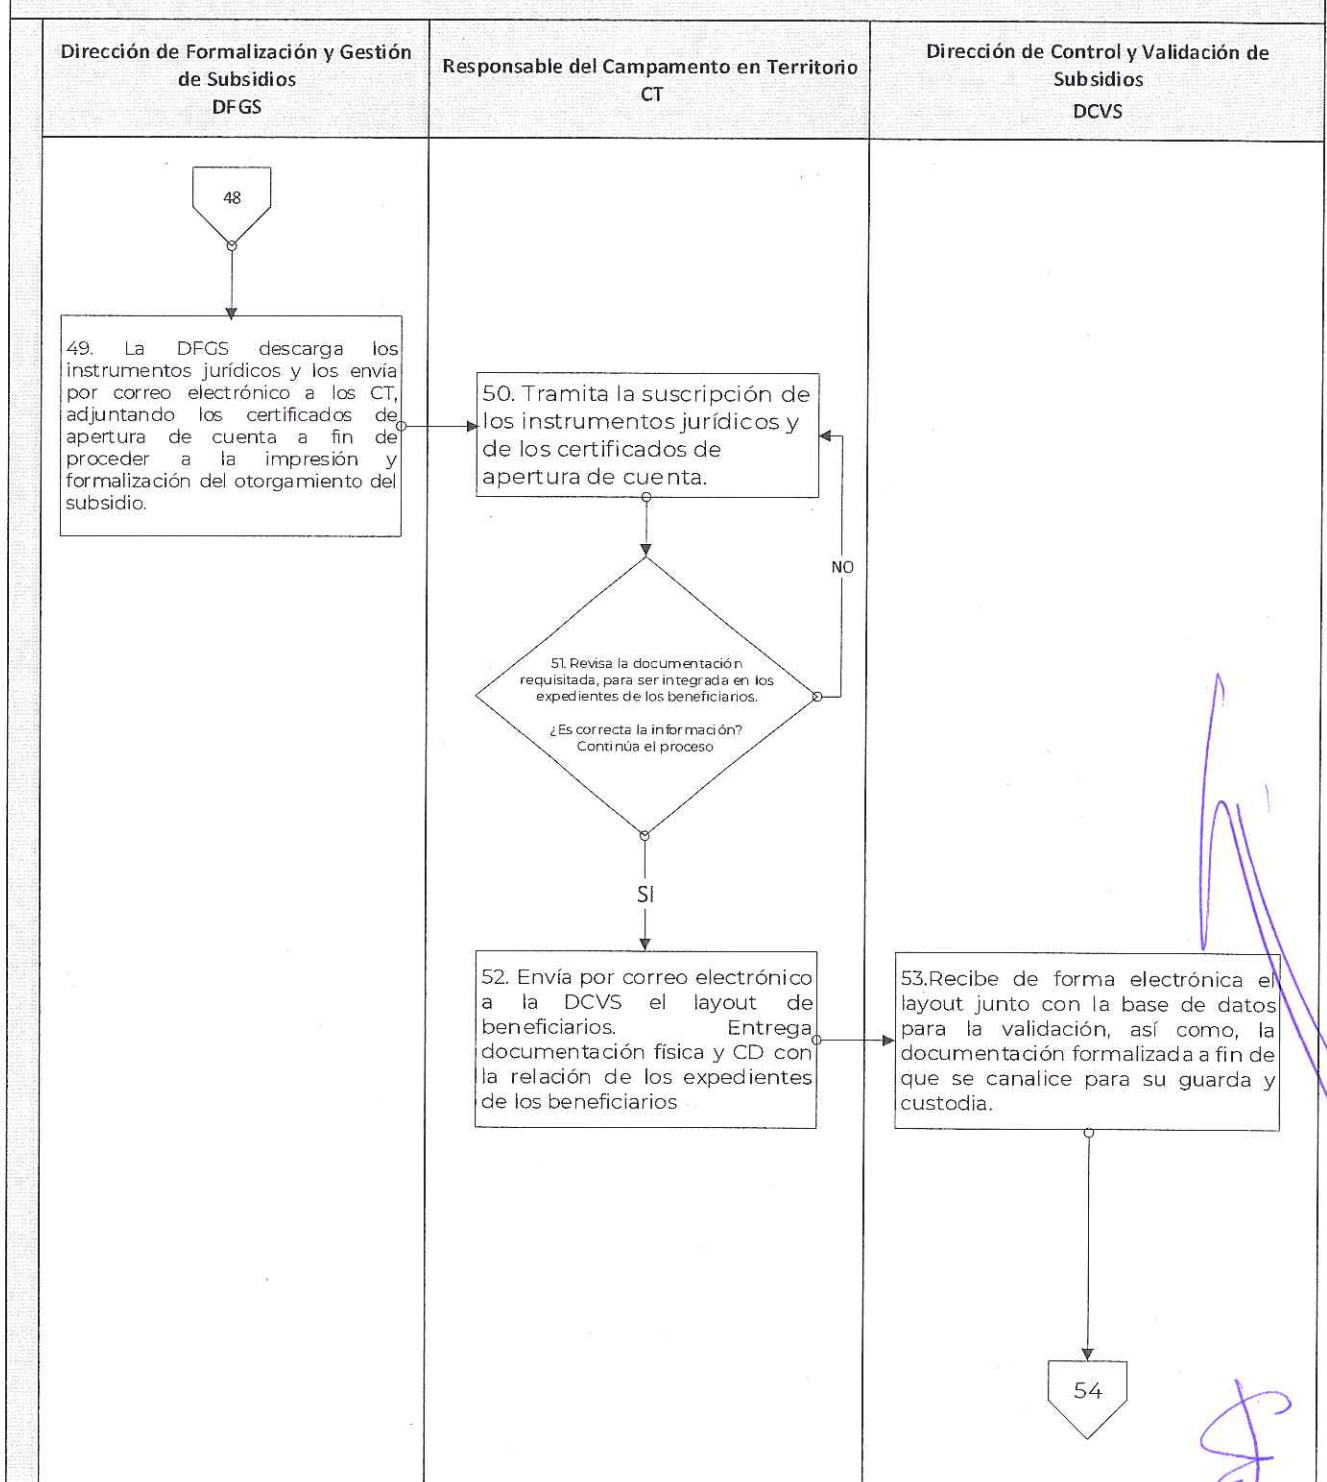 Dirección de Formalización y Gestión
de Subsidios
DFGS
Responsable del Campamento en Territorio
CT
Dirección de Control y Validación de
Subsidios
DCVS
48
49. La DFGS descarga los
instrumentos jurídicos y los envía
por correo electrónico a los CT,
adjuntando los certificados de
apertura de cuenta a fin de
proceder a la impresión y
formalización del otorgamiento del
subsidio.
50. Tramita la suscripción de
los instrumentos jurídicos y
de los certificados de
apertura de cuenta.
NO
51. Revisa la documentación
requisitada, para ser integrada en los
expedientes de los beneficiarios.
¿Es correcta la información?
Continúa el proceso
SI
52. Envía por correo electrónico
a la DCVS el layout de
beneficiarios. Entrega
documentación física y CD con
la relación de los expedientes
de los beneficiarios
53.Recibe de forma electrónica el
layout junto con la base de datos
para la validación, así como, la
documentación formalizada a fin de
que se canalice para su guarda y
custodia.
54